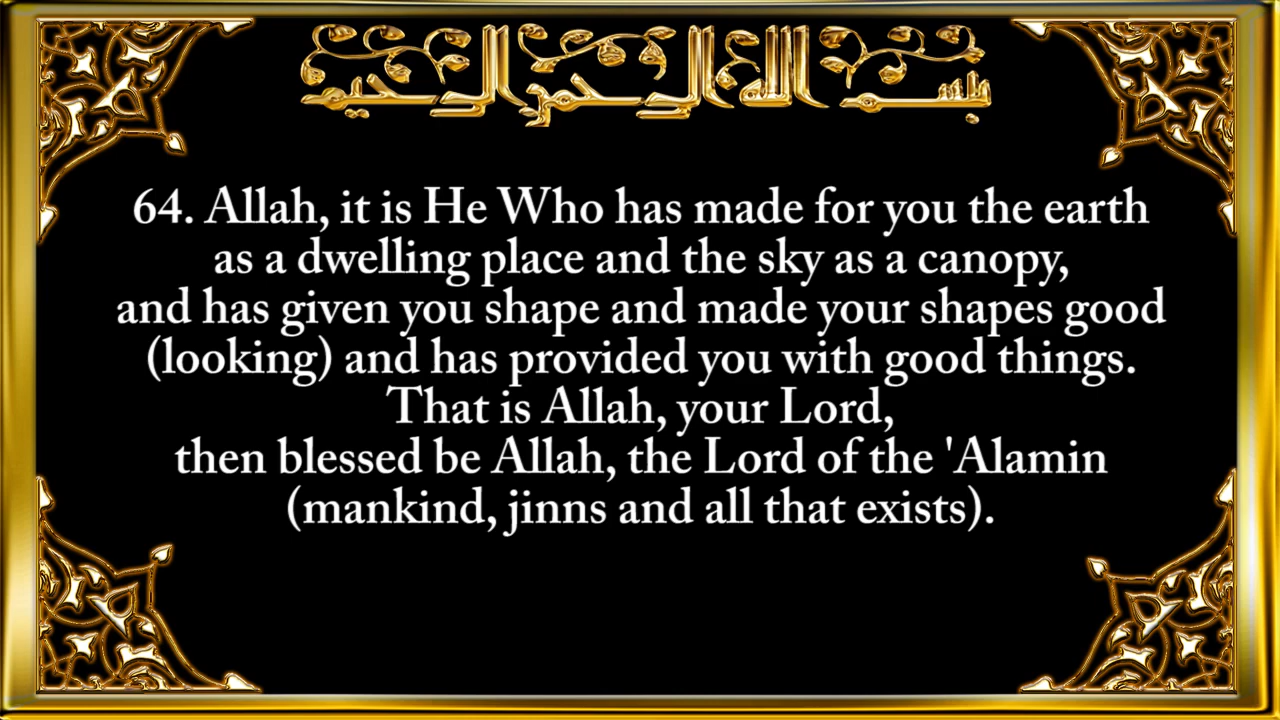 بسم الله الرحمن الرحيم
64. Allah, it is He Who has made for you the earth
as a dwelling place and the sky as a canopy,
and has given you shape and made your shapes good
(looking) and has provided you with good things.
That is Allah, your Lord,
then blessed be Allah, the Lord of the 'Alamin
(mankind, jinns and all that exists).